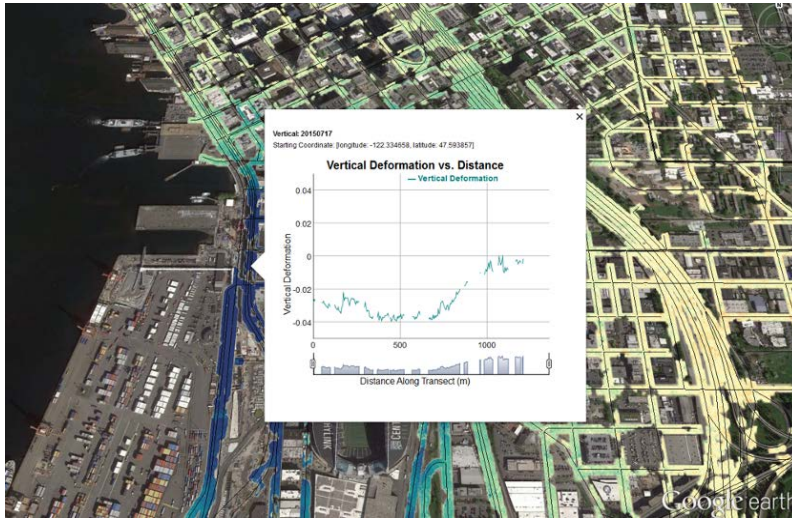 ×
Vertical: 20150717
Starting Coordinate: [longitude: -122.334658, latitude: 47.593857]
Vertical Deformation vs. Distance
— Vertical Deformation
Vertical Deformation
0.04
0.02
0
-0.02
-0.04
0 500 1000
Distance Along Transect (m)
Google earth